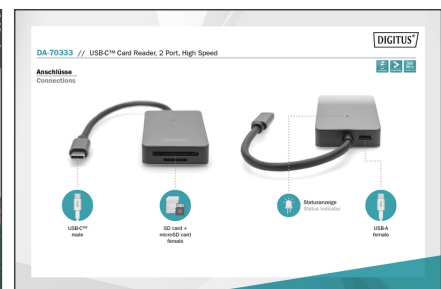 DIGITUS®
DA-70333 // USB-C™ Card Reader, 2 Port, High Speed
Anschlüsse
Connections
USB-C™
male
SD card +
microSD card
female
Statusanzeige
Status indicator
USB-A
female